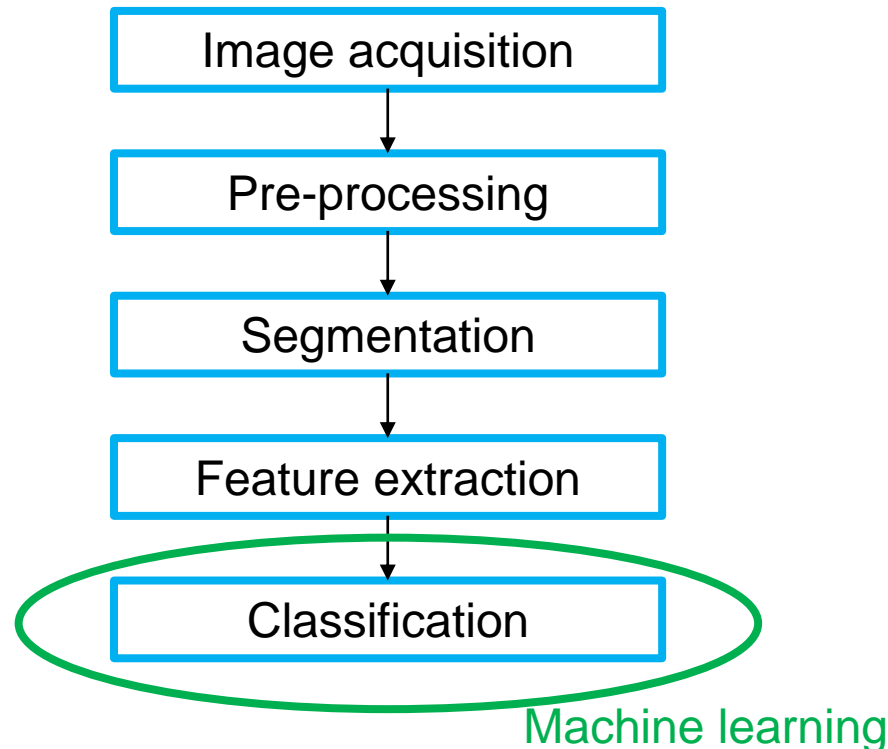 Image acquisition
Pre-processing
Segmentation
Feature extraction
Classification
Machine learning